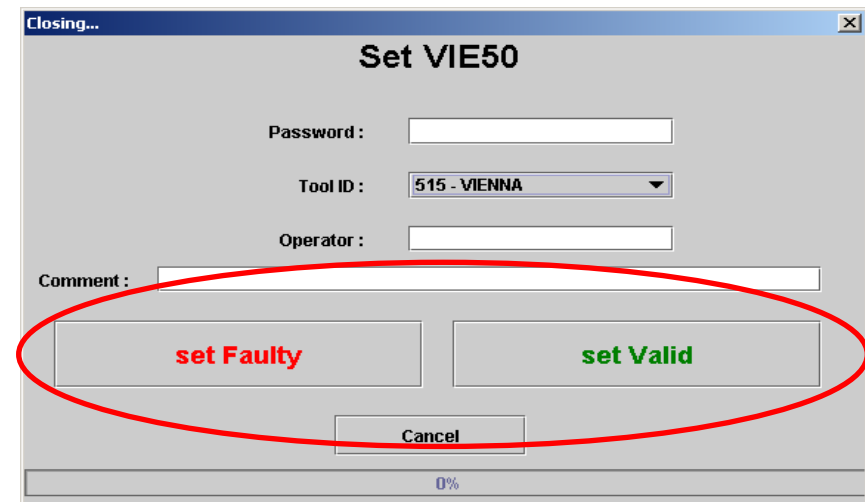 Closing...
Set VIE50
Password :
Tool ID : 515 - VIENNA
Operator :
Comment :
set Faulty set Valid
Cancel
0%